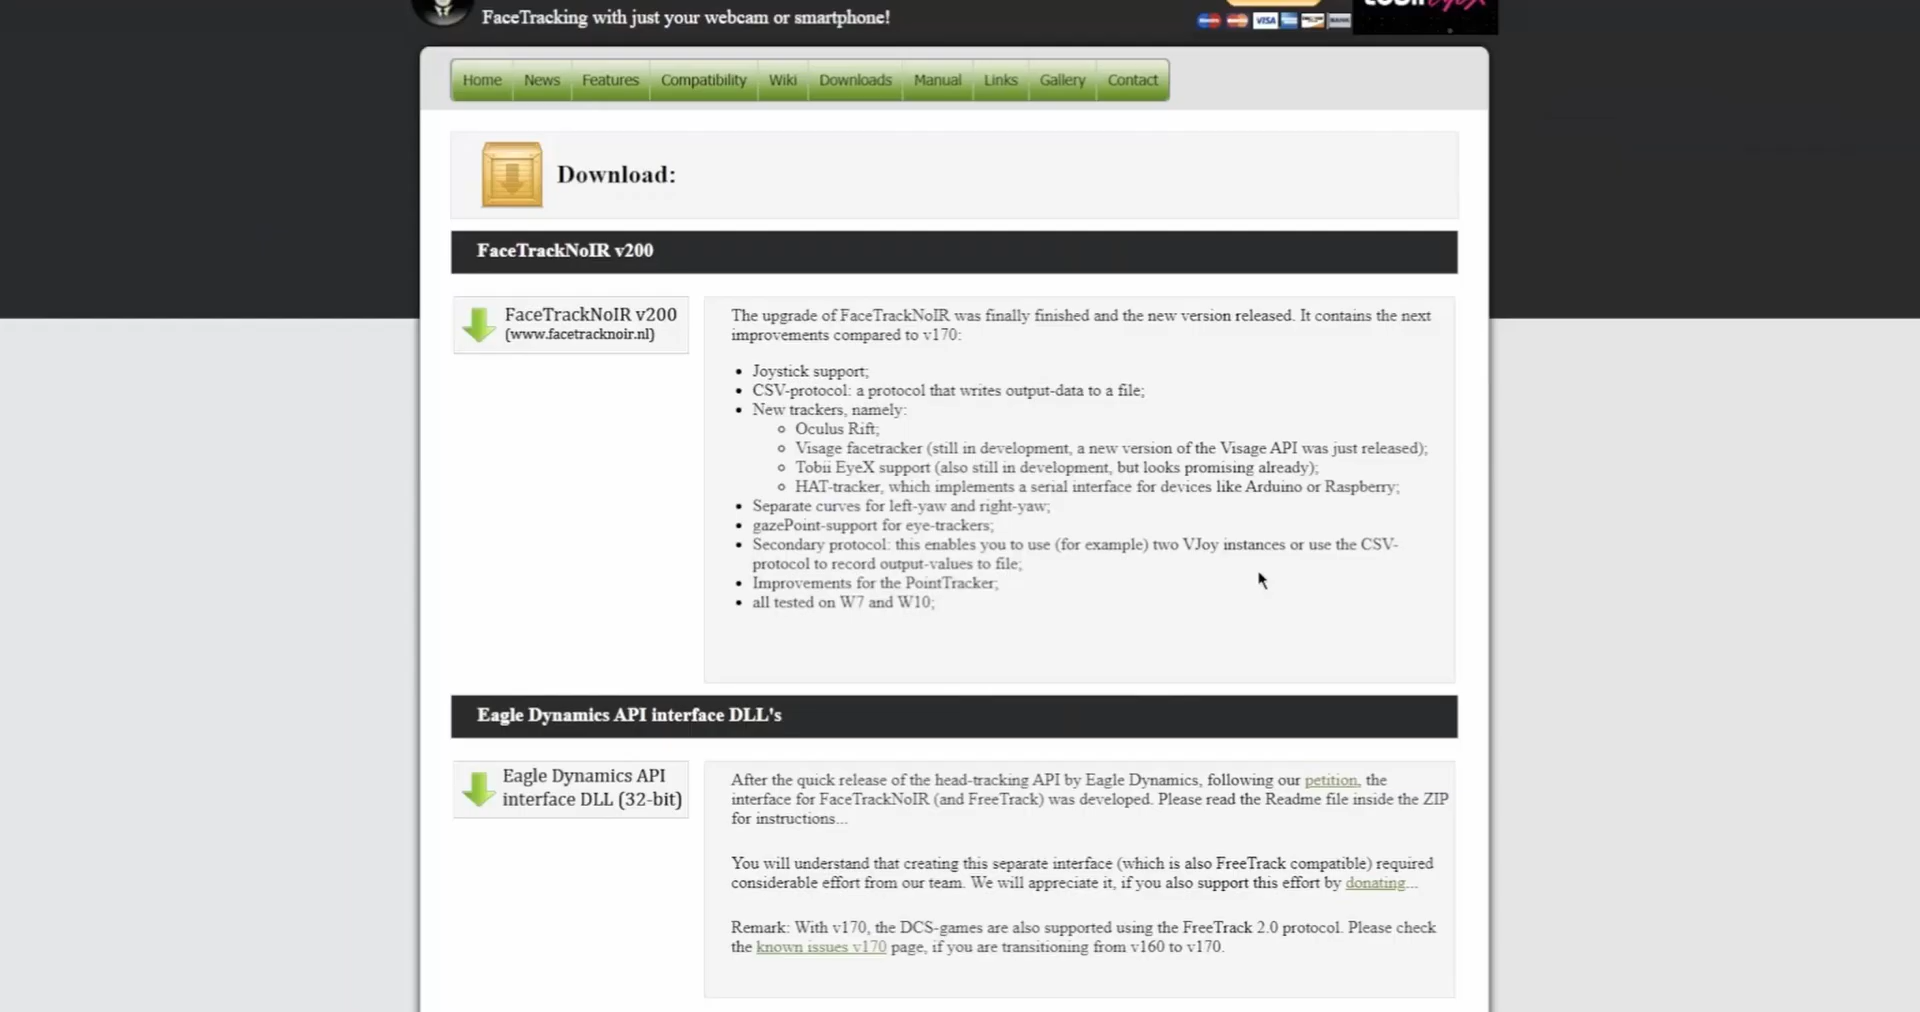 FaceTracking with just your webcam or smartphone!
VISA
Home News Features Compatibility Wiki Downloads Manual Links Gallery Contact
Download:
FaceTrackNoIR v200
FaceTrackNoIR v200
(www.facetracknoir.nl)
The upgrade of FaceTrackNoIR was finally finished and the new version released. It contains the next
improvements compared to v170:
• Joystick support;
• CSV-protocol: a protocol that writes output-data to a file;
• New trackers, namely:
◦ Oculus Rift;
◦ Visage facetracker (still in development, a new version of the Visage API was just released);
◦ Tobii EyeX support (also still in development, but looks promising already);
◦ HAT-tracker, which implements a serial interface for devices like Arduino or Raspberry;
• Separate curves for left-yaw and right-yaw;
• gazePoint-support for eye-trackers;
• Secondary protocol: this enables you to use (for example) two VJoy instances or use the CSV-
protocol to record output-values to file;
• Improvements for the PointTracker;
• all tested on W7 and W10;
Eagle Dynamics API interface DLL's
Eagle Dynamics API
interface DLL (32-bit)
After the quick release of the head-tracking API by Eagle Dynamics, following our petition, the
interface for FaceTrackNoIR (and FreeTrack) was developed. Please read the Readme file inside the ZIP
for instructions...
You will understand that creating this separate interface (which is also FreeTrack compatible) required
considerable effort from our team. We will appreciate it, if you also support this effort by donating...
Remark: With v170, the DCS-games are also supported using the FreeTrack 2.0 protocol. Please check
the known issues v170 page, if you are transitioning from v160 to v170.